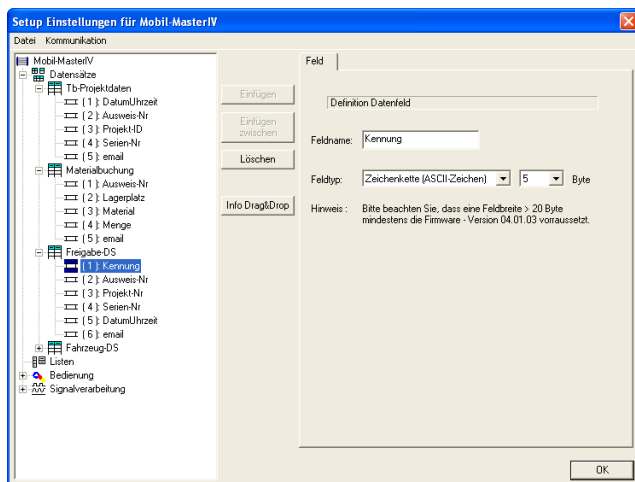 Setup Einstellungen für Mobil-MasterIV
Datei Kommunikation
Mobil-MasterIV
Datensätze
Tb-Projektdaten
( 1 ): DatumUhrzeit
( 2 ): Ausweis-Nr
( 3 ): Projekt-ID
( 4 ): Serien-Nr
( 5 ): email
Materialbuchung
( 1 ): Ausweis-Nr
( 2 ): Lagerplatz
( 3 ): Material
( 4 ): Menge
( 5 ): email
Freigabe-DS
( 1 ): Kennung
( 2 ): Ausweis-Nr
( 3 ): Projekt-Nr
( 4 ): Serien-Nr
( 5 ): DatumUhrzeit
( 6 ): email
Fahrzeug-DS
Listen
Bedienung
Signalverarbeitung
Einfügen
Einfügen
zwischen
Löschen
Info Drag&Drop
Feld
Definition Datenfeld
Feldname: Kennung
Feldtyp: Zeichenkette (ASCII-Zeichen) 5 Byte
Hinweis : Bitte beachten Sie, dass eine Feldbreite > 20 Byte
mindestens die Firmware - Version 04.01.03 vorraussetzt.
OK